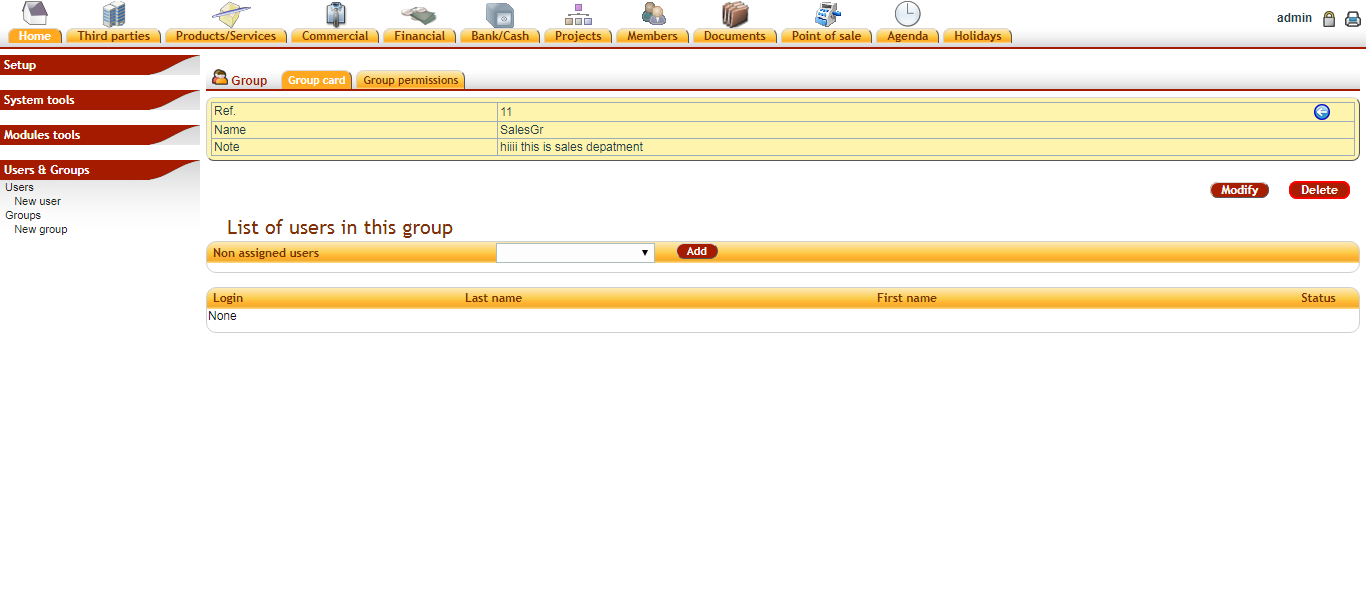 admin
Home Third parties Products/Services Commercial Financial Bank/Cash Projects Members Documents Point of sale Agenda Holidays
Setup
System tools
Modules tools
Users & Groups
Users
New user
Groups
New group
Group Group card Group permissions
Ref. 11
Name SalesGr
Note hiiii this is sales depatment
Modify Delete
List of users in this group
Non assigned users Add
Login Last name First name Status
None